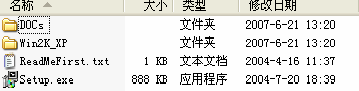 名称 大小 类型 修改日期
DOCs 文件夹 2007-6-21 13:20
Win2K_XP 文件夹 2007-6-21 13:20
ReadMeFirst.txt 1 KB 文本文档 2004-4-16 11:37
Setup.exe 888 KB 应用程序 2004-7-20 18:39